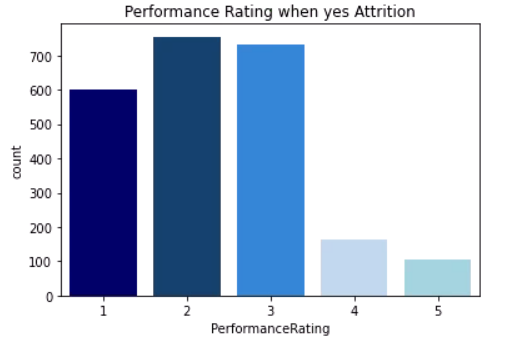 Performance Rating when yes Attrition
700
600
500
400
300
200
100
0
count
1 2 3 4 5
PerformanceRating